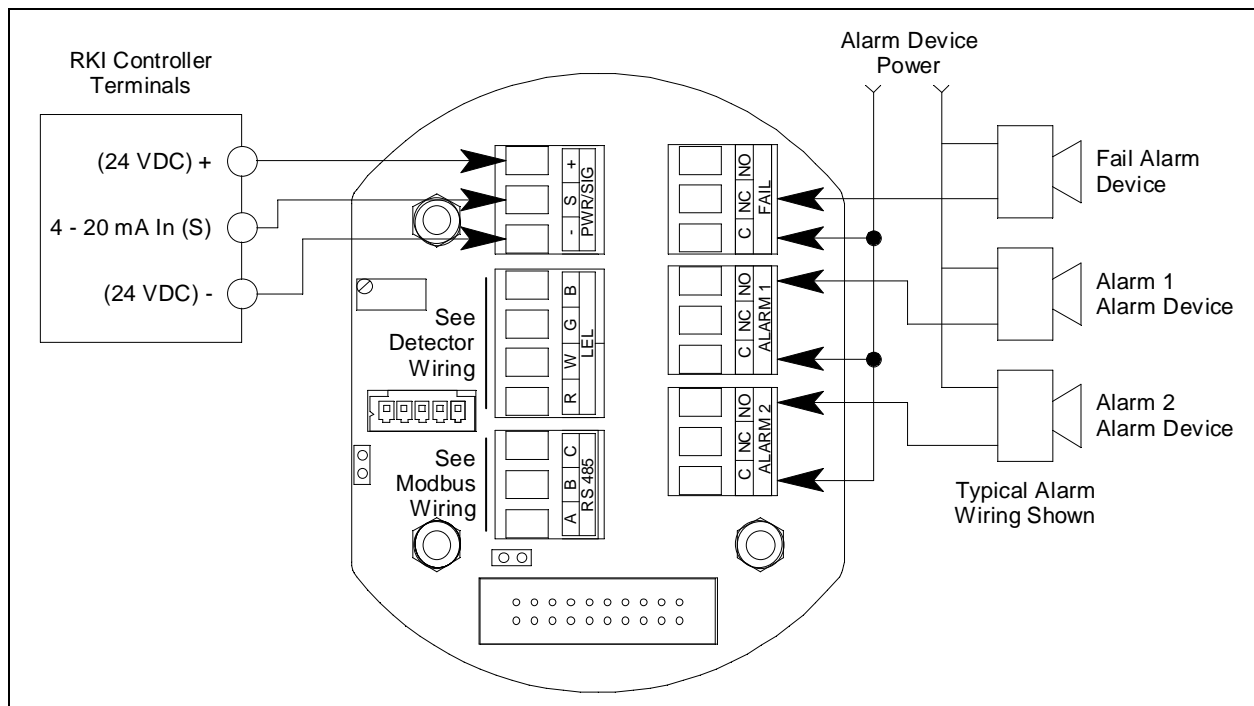 RKI Controller
Terminals
(24 VDC) +
4 - 20 mA In (S)
(24 VDC) -
+
S
-
PWR/SIG
See
Detector
Wiring
B
G
W
R
LEL
See
Modbus
Wiring
C
B
A
RS 485
Alarm Device
Power
NO
NC
C
FAIL
NO
NC
C
ALARM 1
NO
NC
C
ALARM 2
Fail Alarm
Device
Alarm 1
Alarm Device
Alarm 2
Alarm Device
Typical Alarm
Wiring Shown